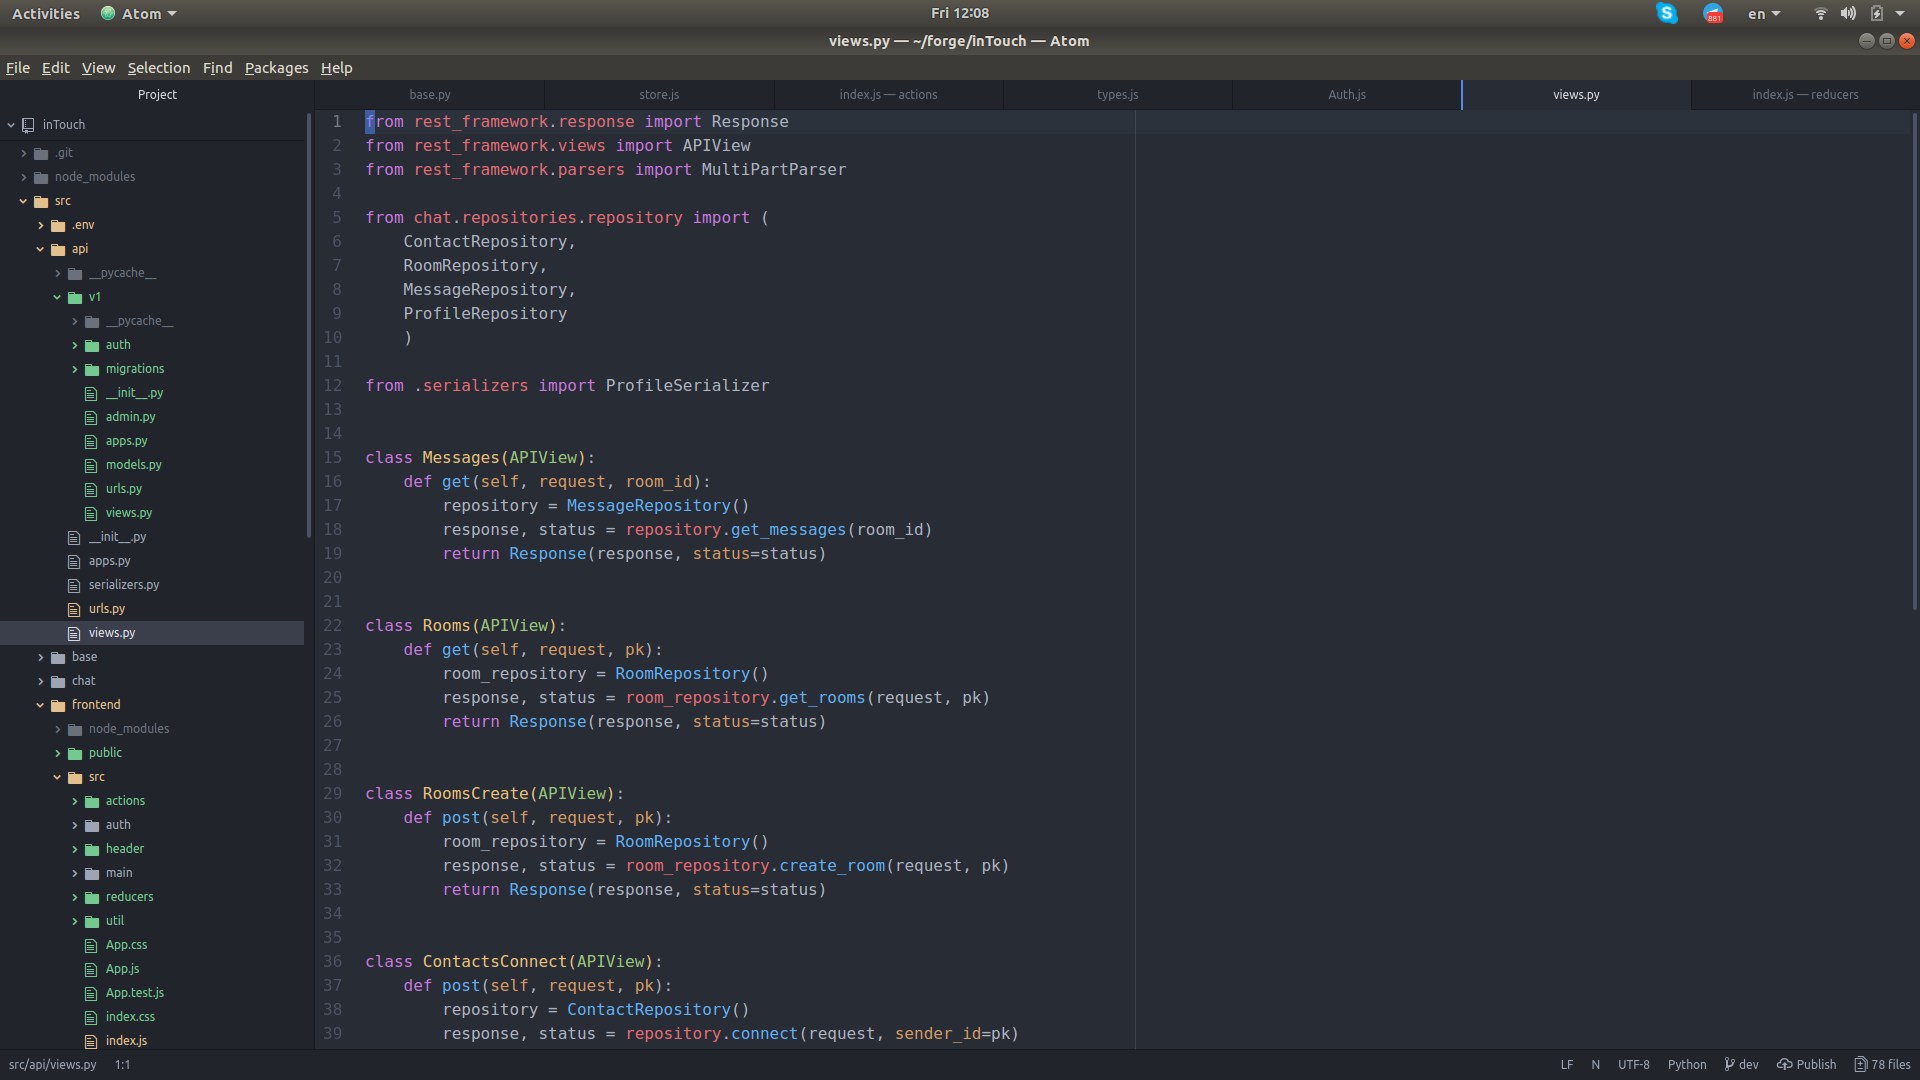 Activities Atom Fri 12:08 881 en
views.py — ~/forge/inTouch — Atom
File Edit View Selection Find Packages Help
Project
inTouch
.git
node_modules
src
.env
api
__pycache__
v1
__pycache__
auth
migrations
__init__.py
admin.py
apps.py
models.py
urls.py
views.py
__init__.py
apps.py
serializers.py
urls.py
views.py
base
chat
frontend
node_modules
public
src
actions
auth
header
main
reducers
util
App.css
App.js
App.test.js
index.css
index.js
base.py store.js index.js — actions types.js Auth.js views.py index.js — reducers
1 from rest_framework.response import Response
2 from rest_framework.views import APIView
3 from rest_framework.parsers import MultiPartParser
4
5 from chat.repositories.repository import (
6     ContactRepository,
7     RoomRepository,
8     MessageRepository,
9     ProfileRepository
10     )
11
12 from .serializers import ProfileSerializer
13
14
15 class Messages(APIView):
16     def get(self, request, room_id):
17         repository = MessageRepository()
18         response, status = repository.get_messages(room_id)
19         return Response(response, status=status)
20
21
22 class Rooms(APIView):
23     def get(self, request, pk):
24         room_repository = RoomRepository()
25         response, status = room_repository.get_rooms(request, pk)
26         return Response(response, status=status)
27
28
29 class RoomsCreate(APIView):
30     def post(self, request, pk):
31         room_repository = RoomRepository()
32         response, status = room_repository.create_room(request, pk)
33         return Response(response, status=status)
34
35
36 class ContactsConnect(APIView):
37     def post(self, request, pk):
38         repository = ContactRepository()
39         response, status = repository.connect(request, sender_id=pk)
src/api/views.py 1:1 LF N UTF-8 Python dev Publish 78 files